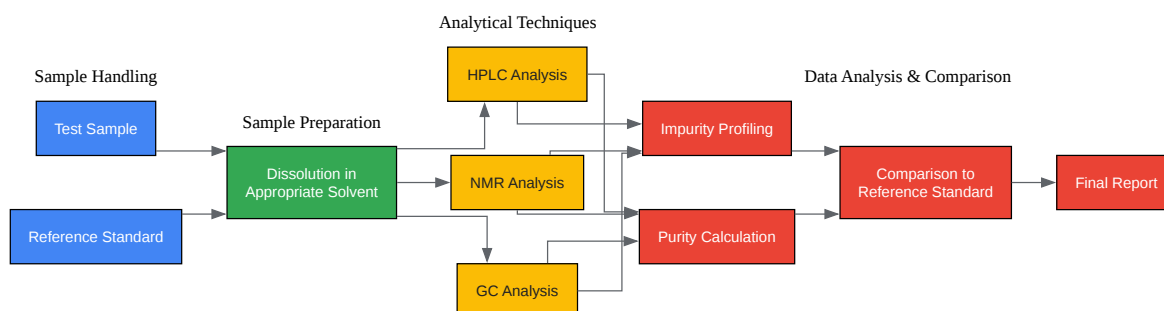 Analytical Techniques
Sample Handling
HPLC Analysis
Data Analysis & Comparison
Test Sample
Sample Preparation
Impurity Profiling
Dissolution in
Appropriate Solvent
NMR Analysis
Comparison to
Reference Standard
Final Report
Reference Standard
Purity Calculation
GC Analysis